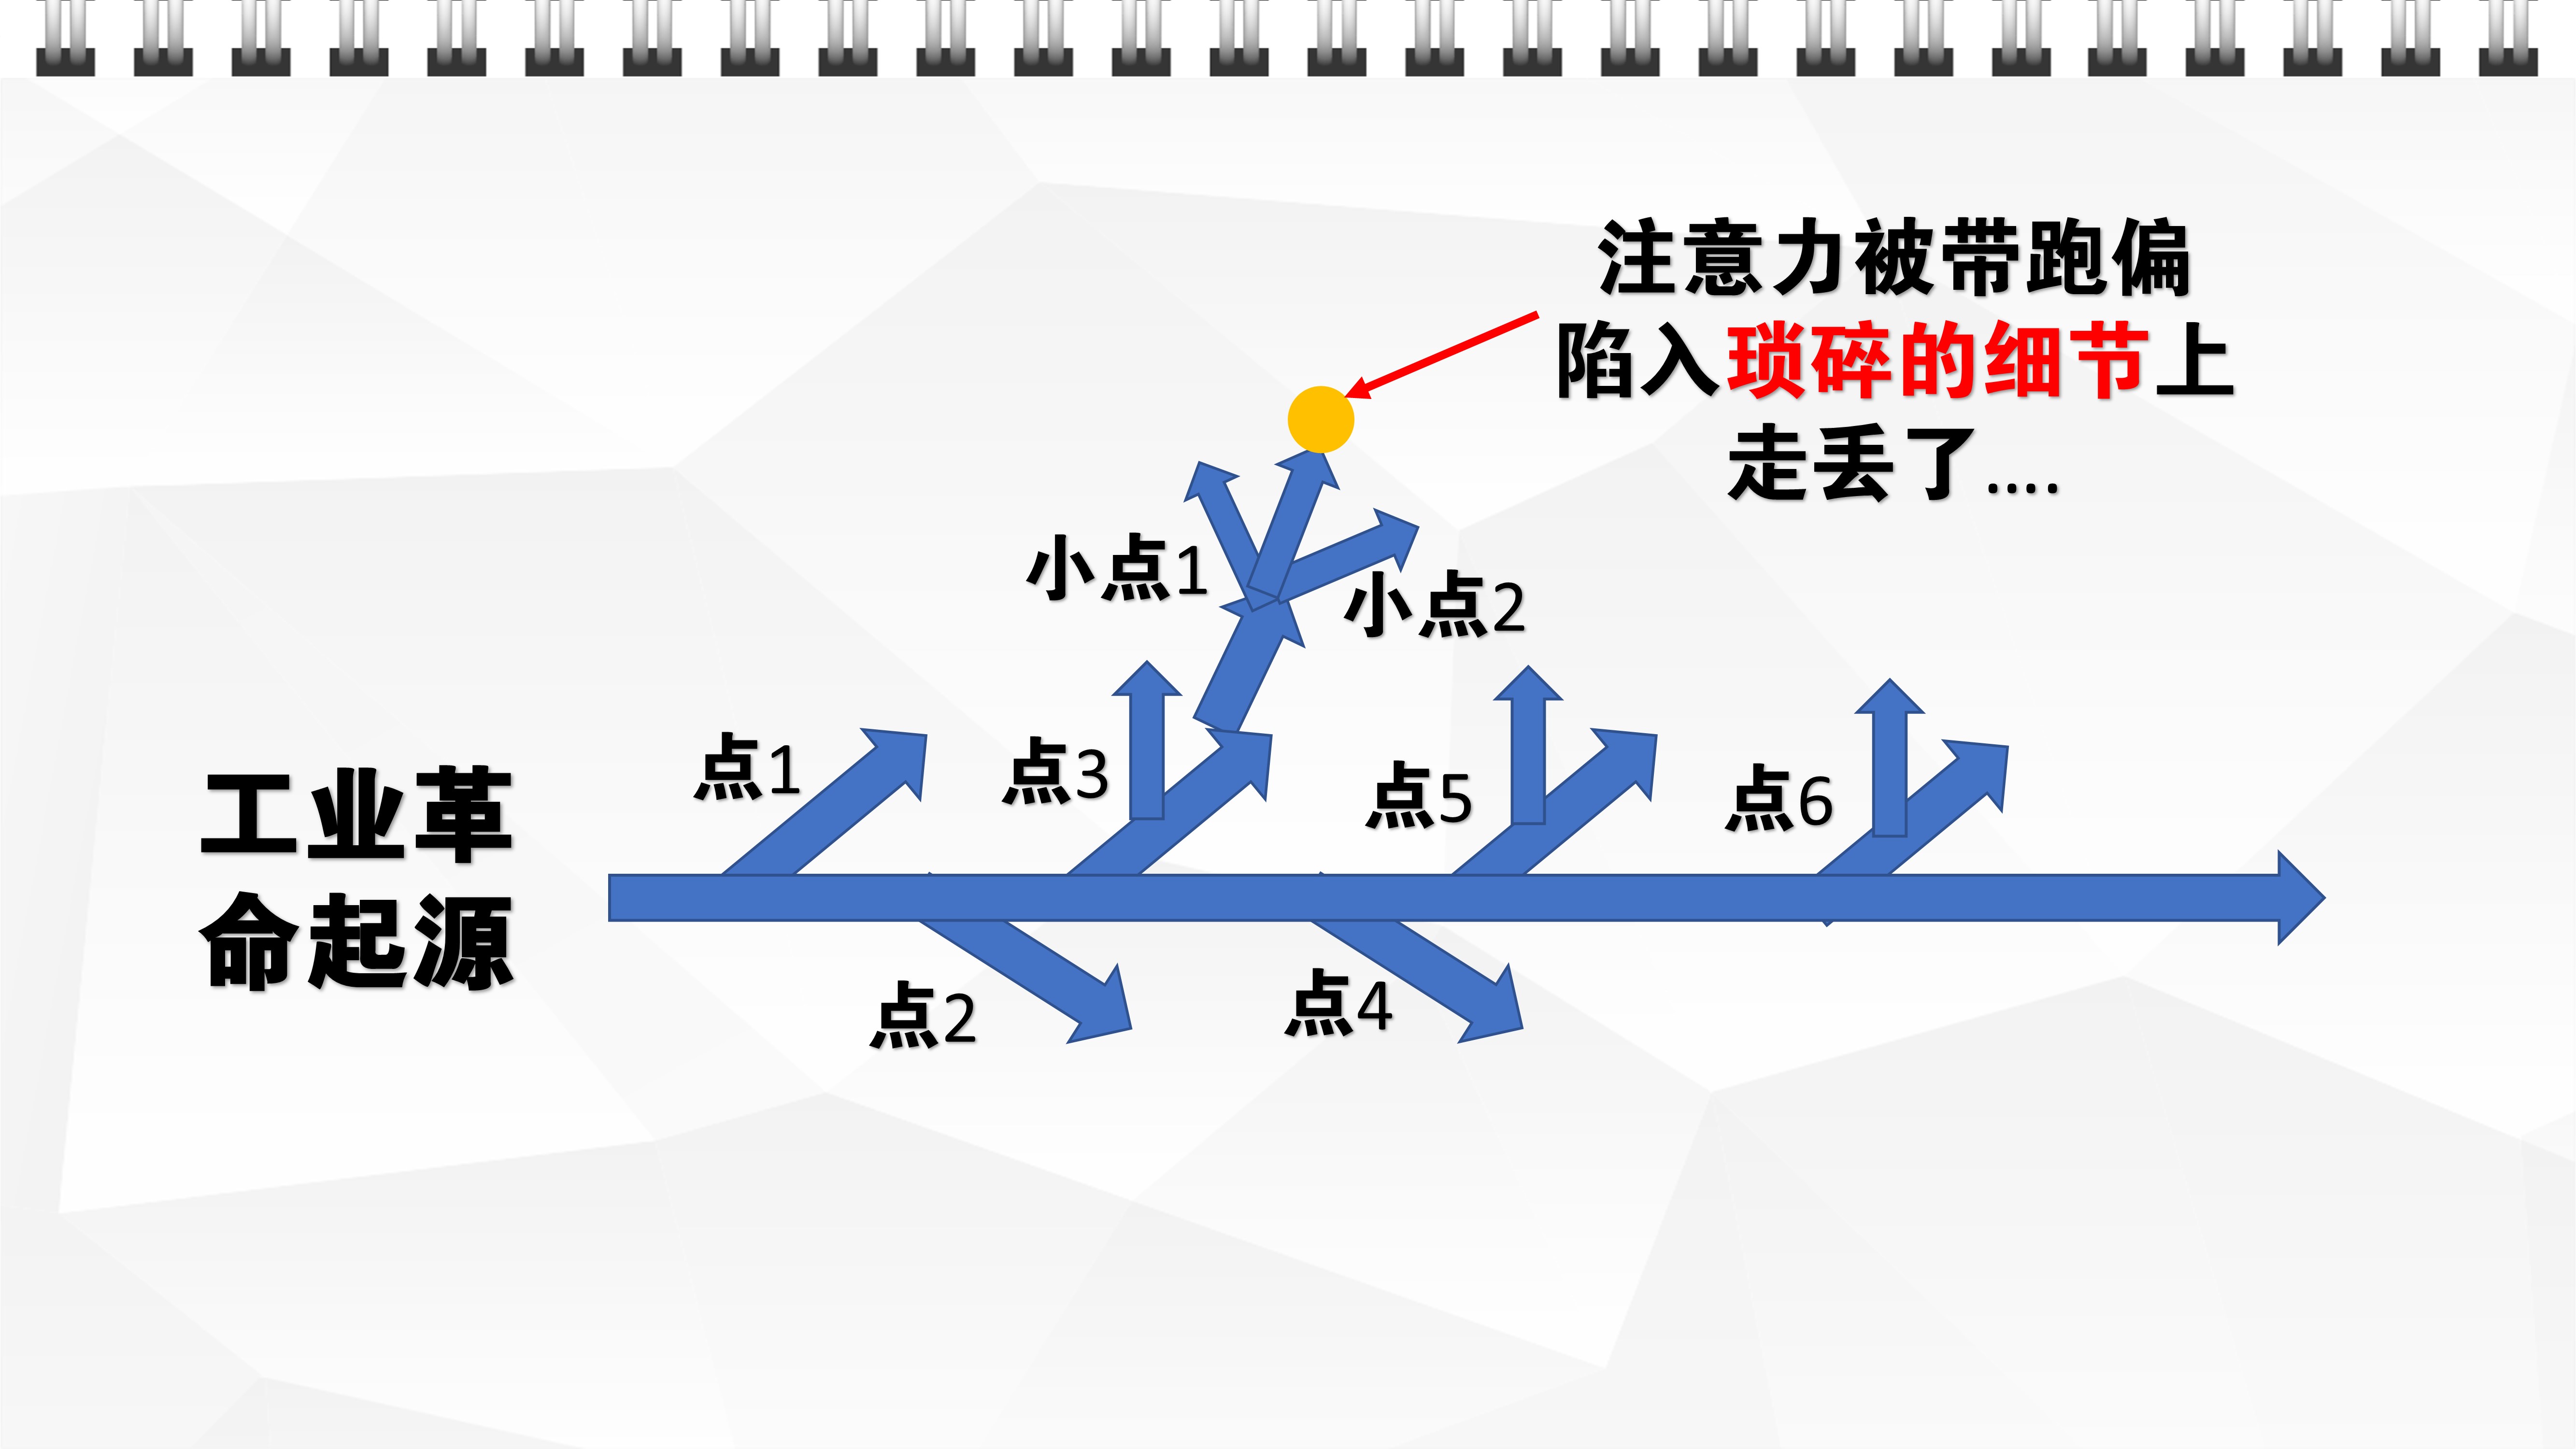 注意力被带跑偏
陷入琐碎的细节上
走丢了….
小点1
小点2
点1
点3
点5
点6
工业革
命起源
点2
点4